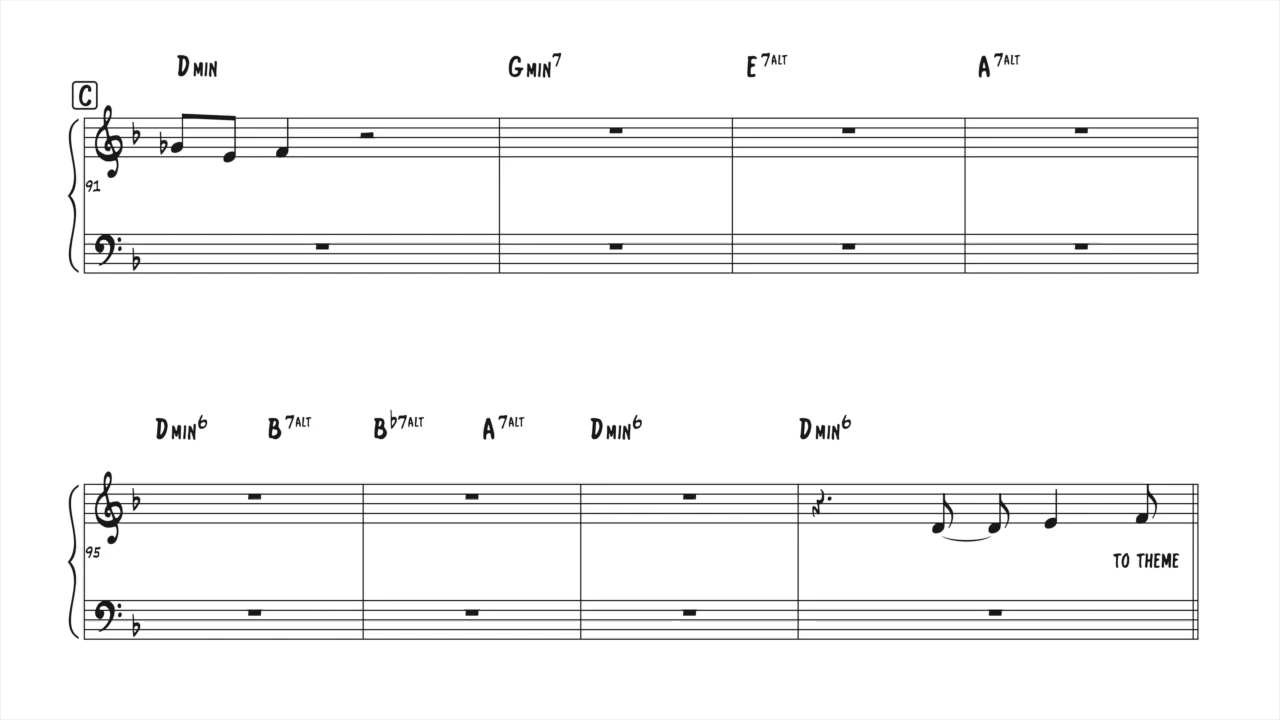 Dmin Gmin7 E7alt A7alt
C
91
Dmin6 B7alt B♭7alt A7alt Dmin6 Dmin6
95
TO THEME